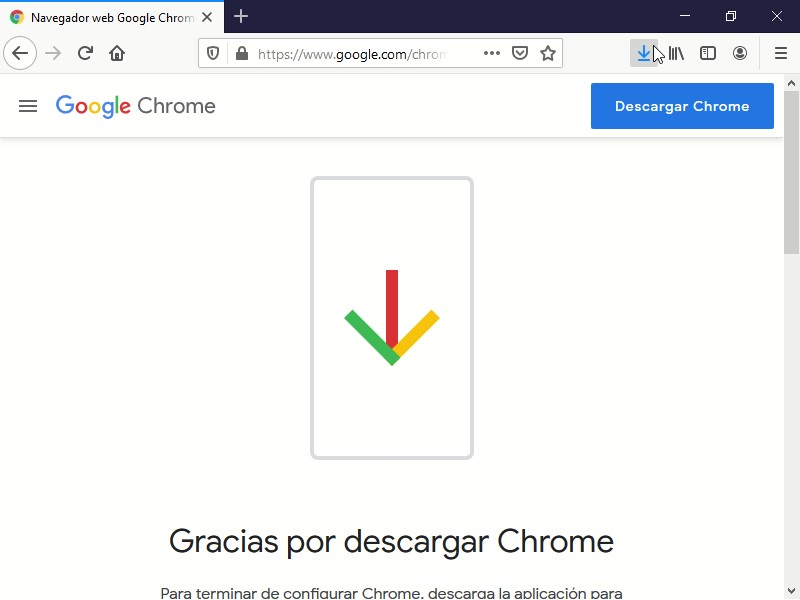 Navegador web Google Chrom
https://www.google.com/chro
Google Chrome
Descargar Chrome
Gracias por descargar Chrome
Para terminar de configurar Chrome, descarga la aplicación para